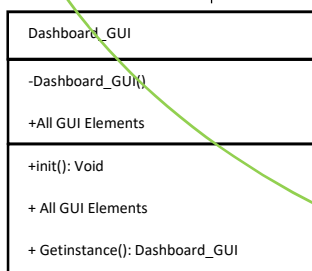 Dashboard_GUI
-Dashboard_GUI()
+All GUI Elements
+init(): Void
+ All GUI Elements
+ Getinstance(): Dashboard_GUI